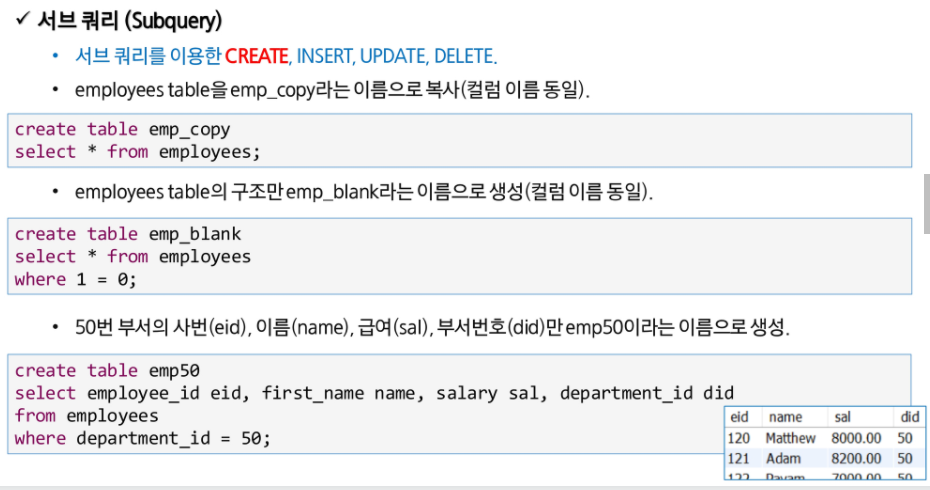 ✓ 서브 쿼리 (Subquery)
• 서브 쿼리를 이용한 CREATE, INSERT, UPDATE, DELETE.
• employees table을 emp_copy라는 이름으로 복사(컬럼 이름 동일).
create table emp_copy
select * from employees;
• employees table의 구조만 emp_blank라는 이름으로 생성(컬럼 이름 동일).
create table emp_blank
select * from employees
where 1 = 0;
• 50번 부서의 사번(eid), 이름(name), 급여(sal), 부서번호(did)만 emp50이라는 이름으로 생성.
create table emp50
select employee_id eid, first_name name, salary sal, department_id did
from employees
where department_id = 50;
eid name sal did
120 Matthew 8000.00 50
121 Adam 8200.00 50
122 Payam 7900.00 50